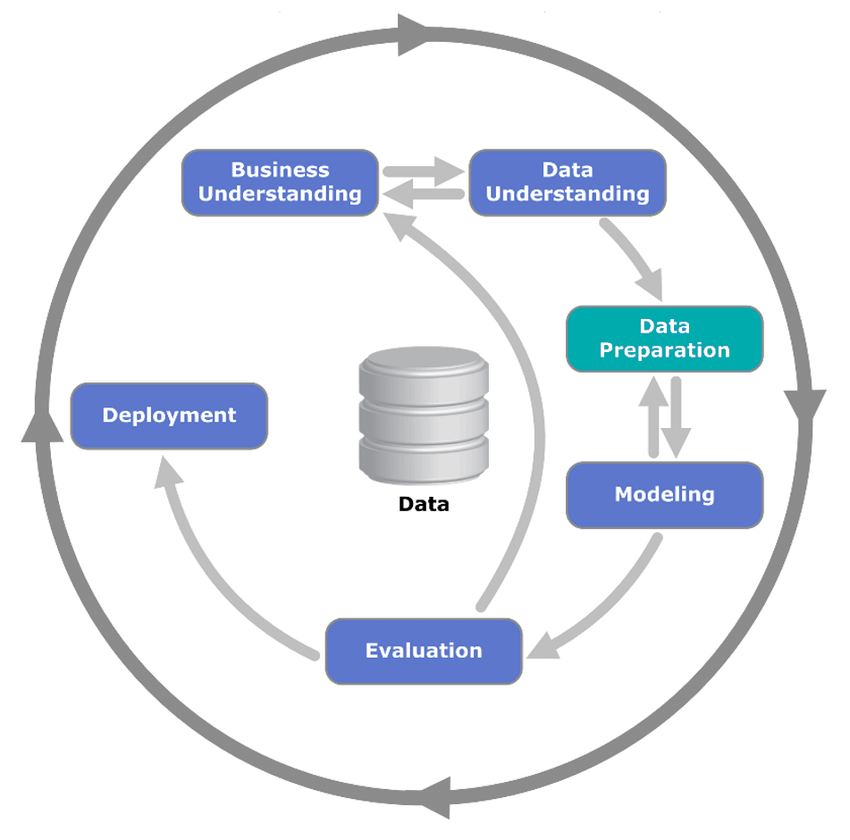 Business
Understanding
Data
Understanding
Data
Preparation
Deployment
Data
Modeling
Evaluation